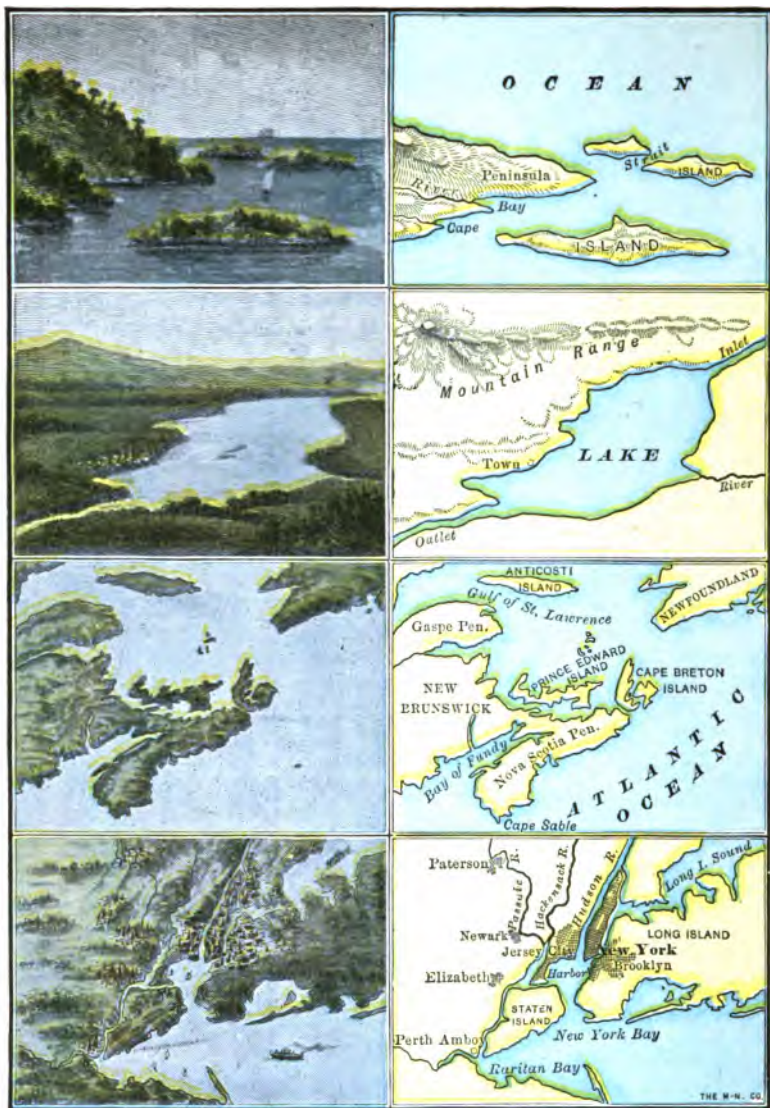 OCEAN
Strait
Peninsula
ISLAND
River
Bay
Cape
ISLAND
Mountain Range
Inlet
LAKE
Town
River
Outlet
ANTICOSTI
ISLAND
Gulf of St. Lawrence
NEWFOUNDLAND
Gaspe Pen.
PRINCE EDWARD
ISLAND
CAPE BRETON
ISLAND
NEW
BRUNSWICK
Nova Scotia Pen.
Bay of Fundy
ATLANTIC
OCEAN
Cape Sable
Paterson
Passaic R.
Hackensack R.
Hudson R.
Long I. Sound
Newark
LONG ISLAND
Jersey City
New York
Brooklyn
Elizabeth
Harbor
STATEN
ISLAND
New York Bay
Perth Amboy
Raritan Bay
THE M-N. CO.